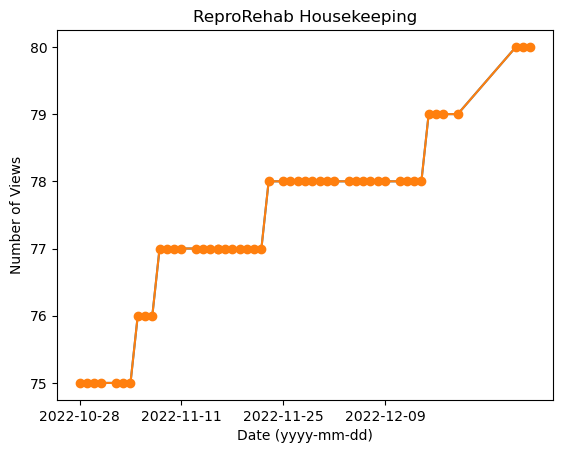 ReproRehab Housekeeping
80
79
78
77
76
75
Number of Views
2022-10-28 2022-11-11 2022-11-25 2022-12-09
Date (yyyy-mm-dd)